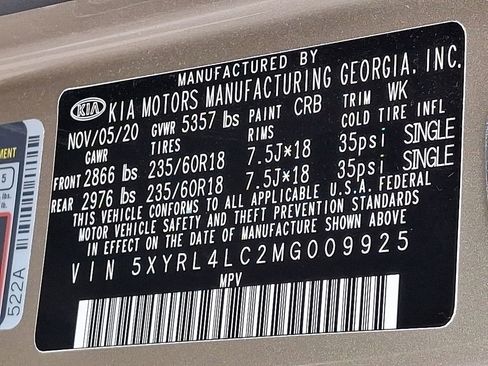 MANUFACTURED BY
KIA KIA MOTORS MANUFACTURING GEORGIA, INC.
NOV/05/20 GVWR 5357 lbs PAINT CRB TRIM WK
GAWR TIRES RIMS COLD TIRE INFL
FRONT 2866 lbs 235/60R18 7.5J×18 35psi SINGLE
REAR 2976 lbs 235/60R18 7.5J×18 35psi SINGLE
THIS VEHICLE CONFORMS TO ALL APPLICABLE U.S.A. FEDERAL
MOTOR VEHICLE SAFETY AND THEFT PREVENTION STANDARDS
IN EFFECT ON THE DATE OF MANUFACTURE SHOWN ABOVE
VIN 5XYRL4LC2MG009925
MPV
5
lbs.
522A